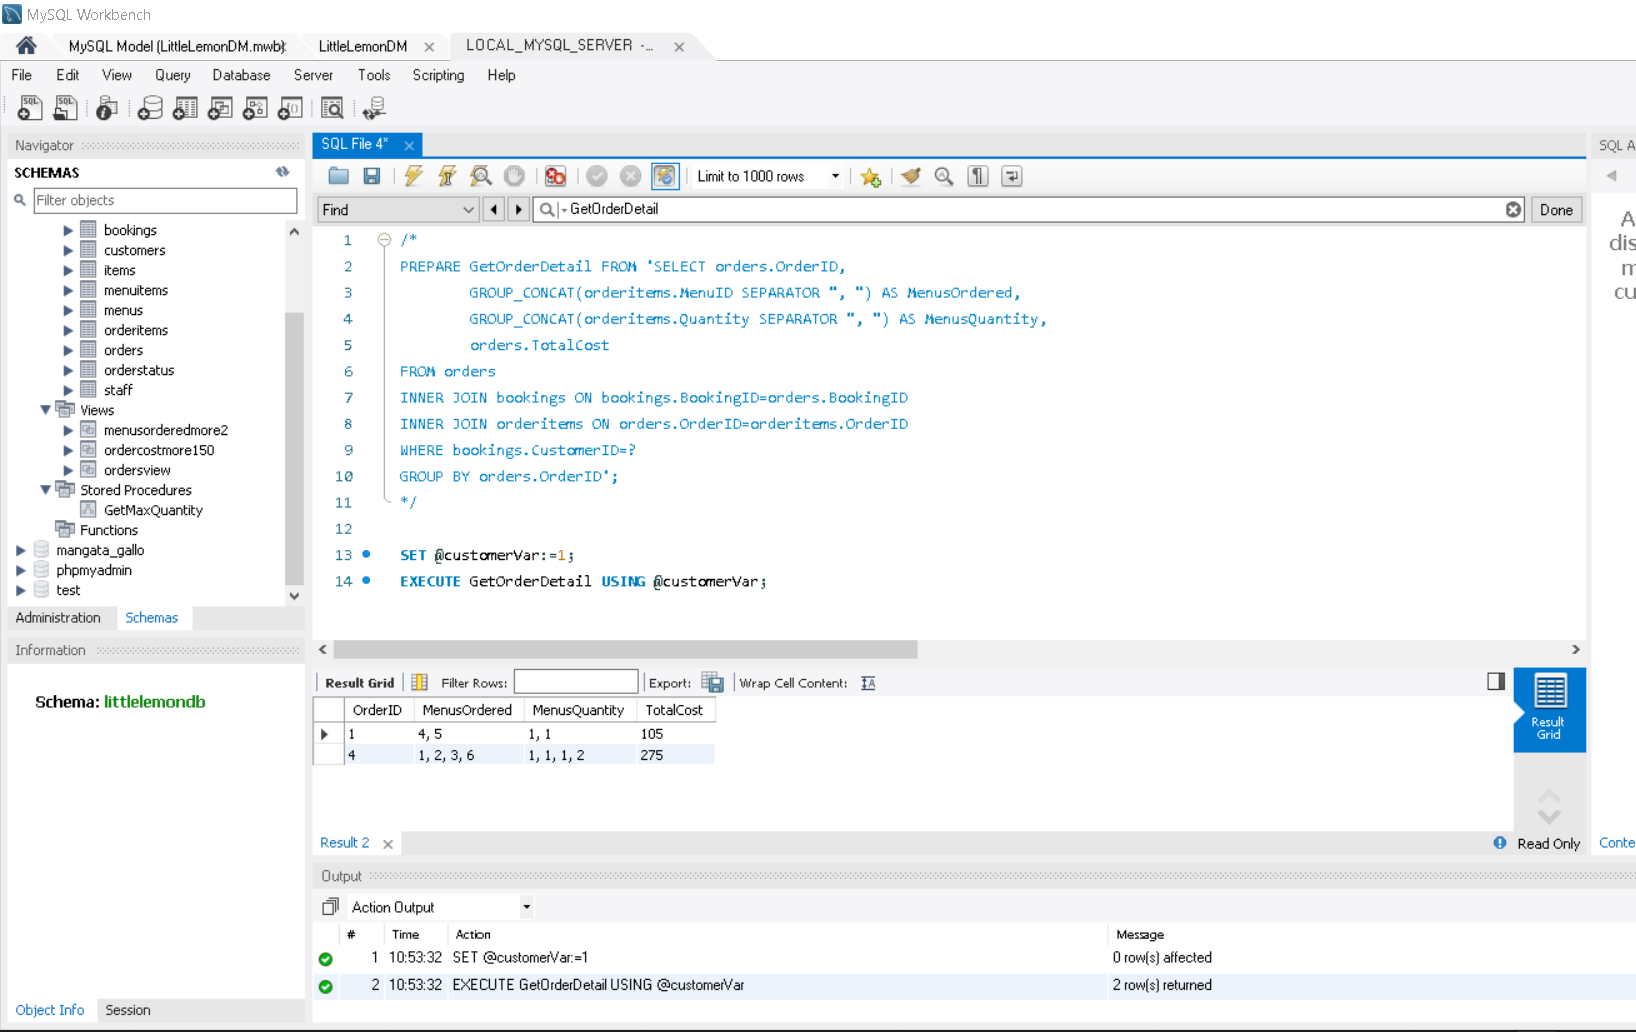 MySQL Workbench
MySQL Model (LittleLemonDM.mwb)
LittleLemonDM
LOCAL_MYSQL_SERVER -...
File Edit View Query Database Server Tools Scripting Help
Navigator
SCHEMAS
Filter objects
bookings
customers
items
menuitems
menus
orderitems
orders
orderstatus
staff
Views
menusorderedmore2
ordercostmore150
ordersview
Stored Procedures
GetMaxQuantity
Functions
mangata_gallo
phpmyadmin
test
Administration Schemas
Information
Schema: littlelemondb
Object Info Session
SQL File 4*
Limit to 1000 rows
Find
GetOrderDetail
Done
1 /*
2 PREPARE GetOrderDetail FROM 'SELECT orders.OrderID,
3 GROUP_CONCAT(orderitems.MenuID SEPARATOR ", ") AS MenusOrdered,
4 GROUP_CONCAT(orderitems.Quantity SEPARATOR ", ") AS MenusQuantity,
5 orders.TotalCost
6 FROM orders
7 INNER JOIN bookings ON bookings.BookingID=orders.BookingID
8 INNER JOIN orderitems ON orders.OrderID=orderitems.OrderID
9 WHERE bookings.CustomerID=?
10 GROUP BY orders.OrderID';
11 */
12
13 SET @customerVar:=1;
14 EXECUTE GetOrderDetail USING @customerVar;
Result Grid Filter Rows: Export: Wrap Cell Content:
OrderID MenusOrdered MenusQuantity TotalCost
1 4, 5 1, 1 105
4 1, 2, 3, 6 1, 1, 1, 2 275
Result
Grid
Result 2
Read Only
Output
Action Output
# Time Action Message
1 10:53:32 SET @customerVar:=1 0 row(s) affected
2 10:53:32 EXECUTE GetOrderDetail USING @customerVar 2 row(s) returned
SQL A
A
dis
m
cu
Conte